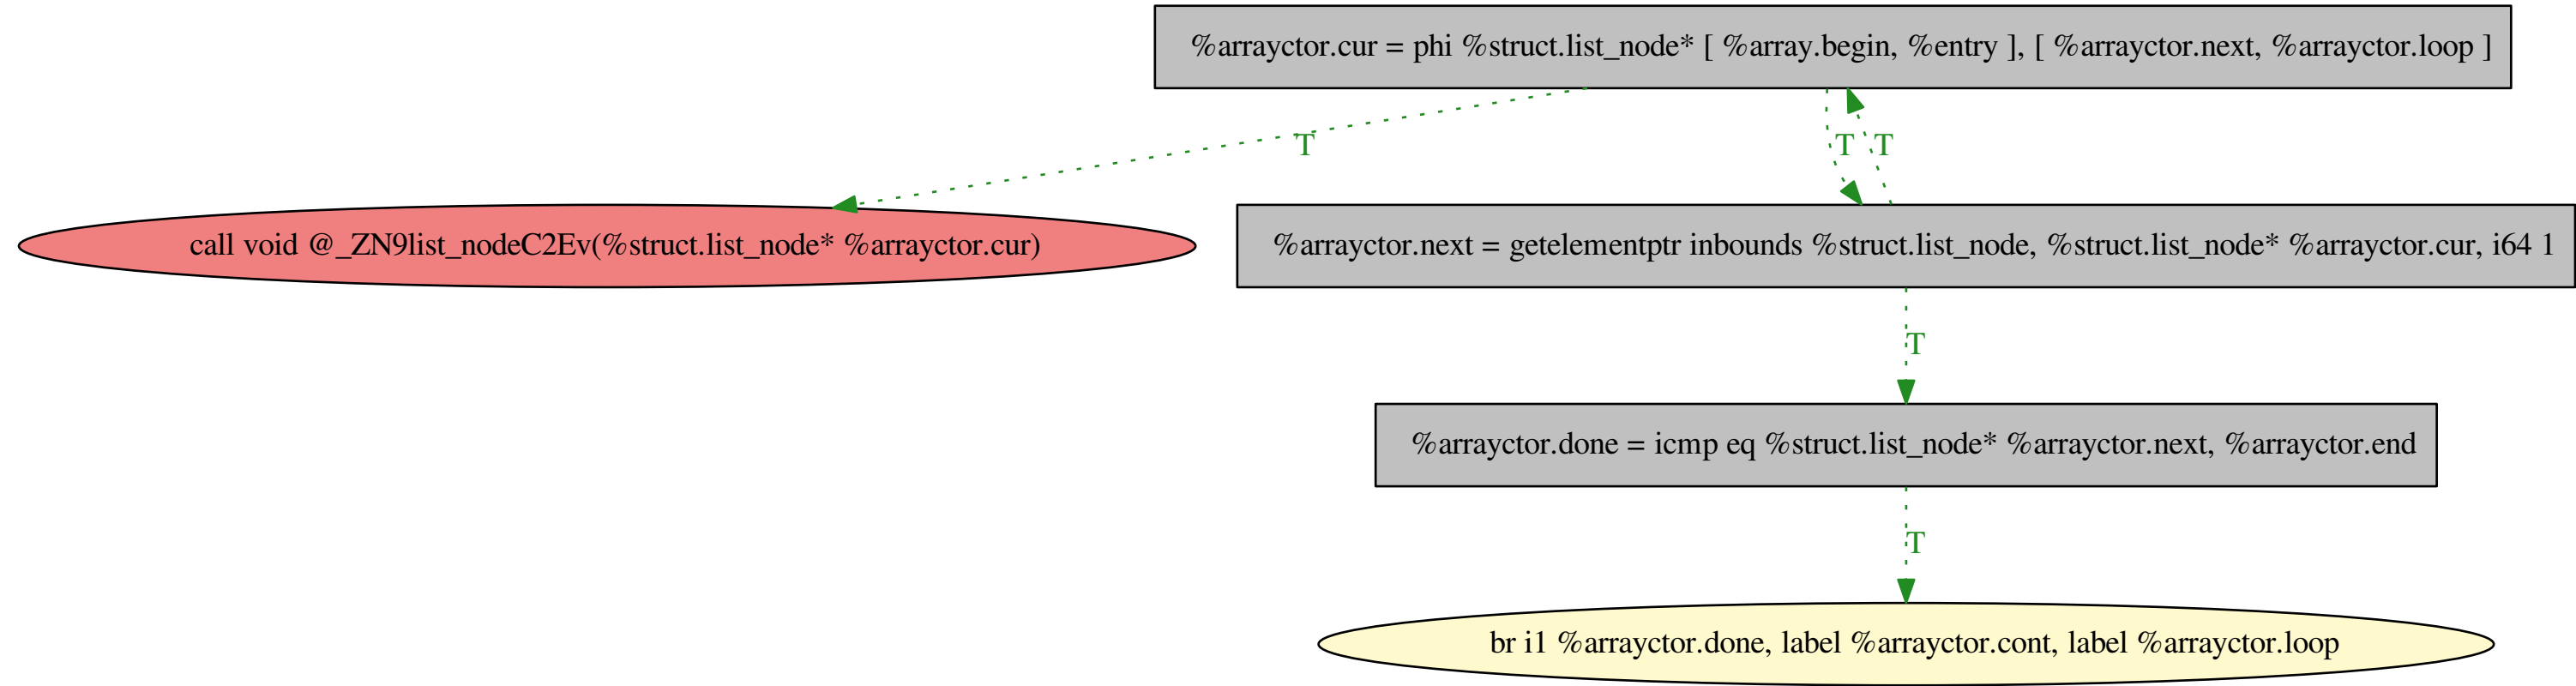 %arrayctor.cur = phi %struct.list_node* [ %array.begin, %entry ], [ %arrayctor.next, %arrayctor.loop ]
T
T
T
call void @_ZN9list_nodeC2Ev(%struct.list_node* %arrayctor.cur)
%arrayctor.next = getelementptr inbounds %struct.list_node, %struct.list_node* %arrayctor.cur, i64 1
T
%arrayctor.done = icmp eq %struct.list_node* %arrayctor.next, %arrayctor.end
T
br i1 %arrayctor.done, label %arrayctor.cont, label %arrayctor.loop